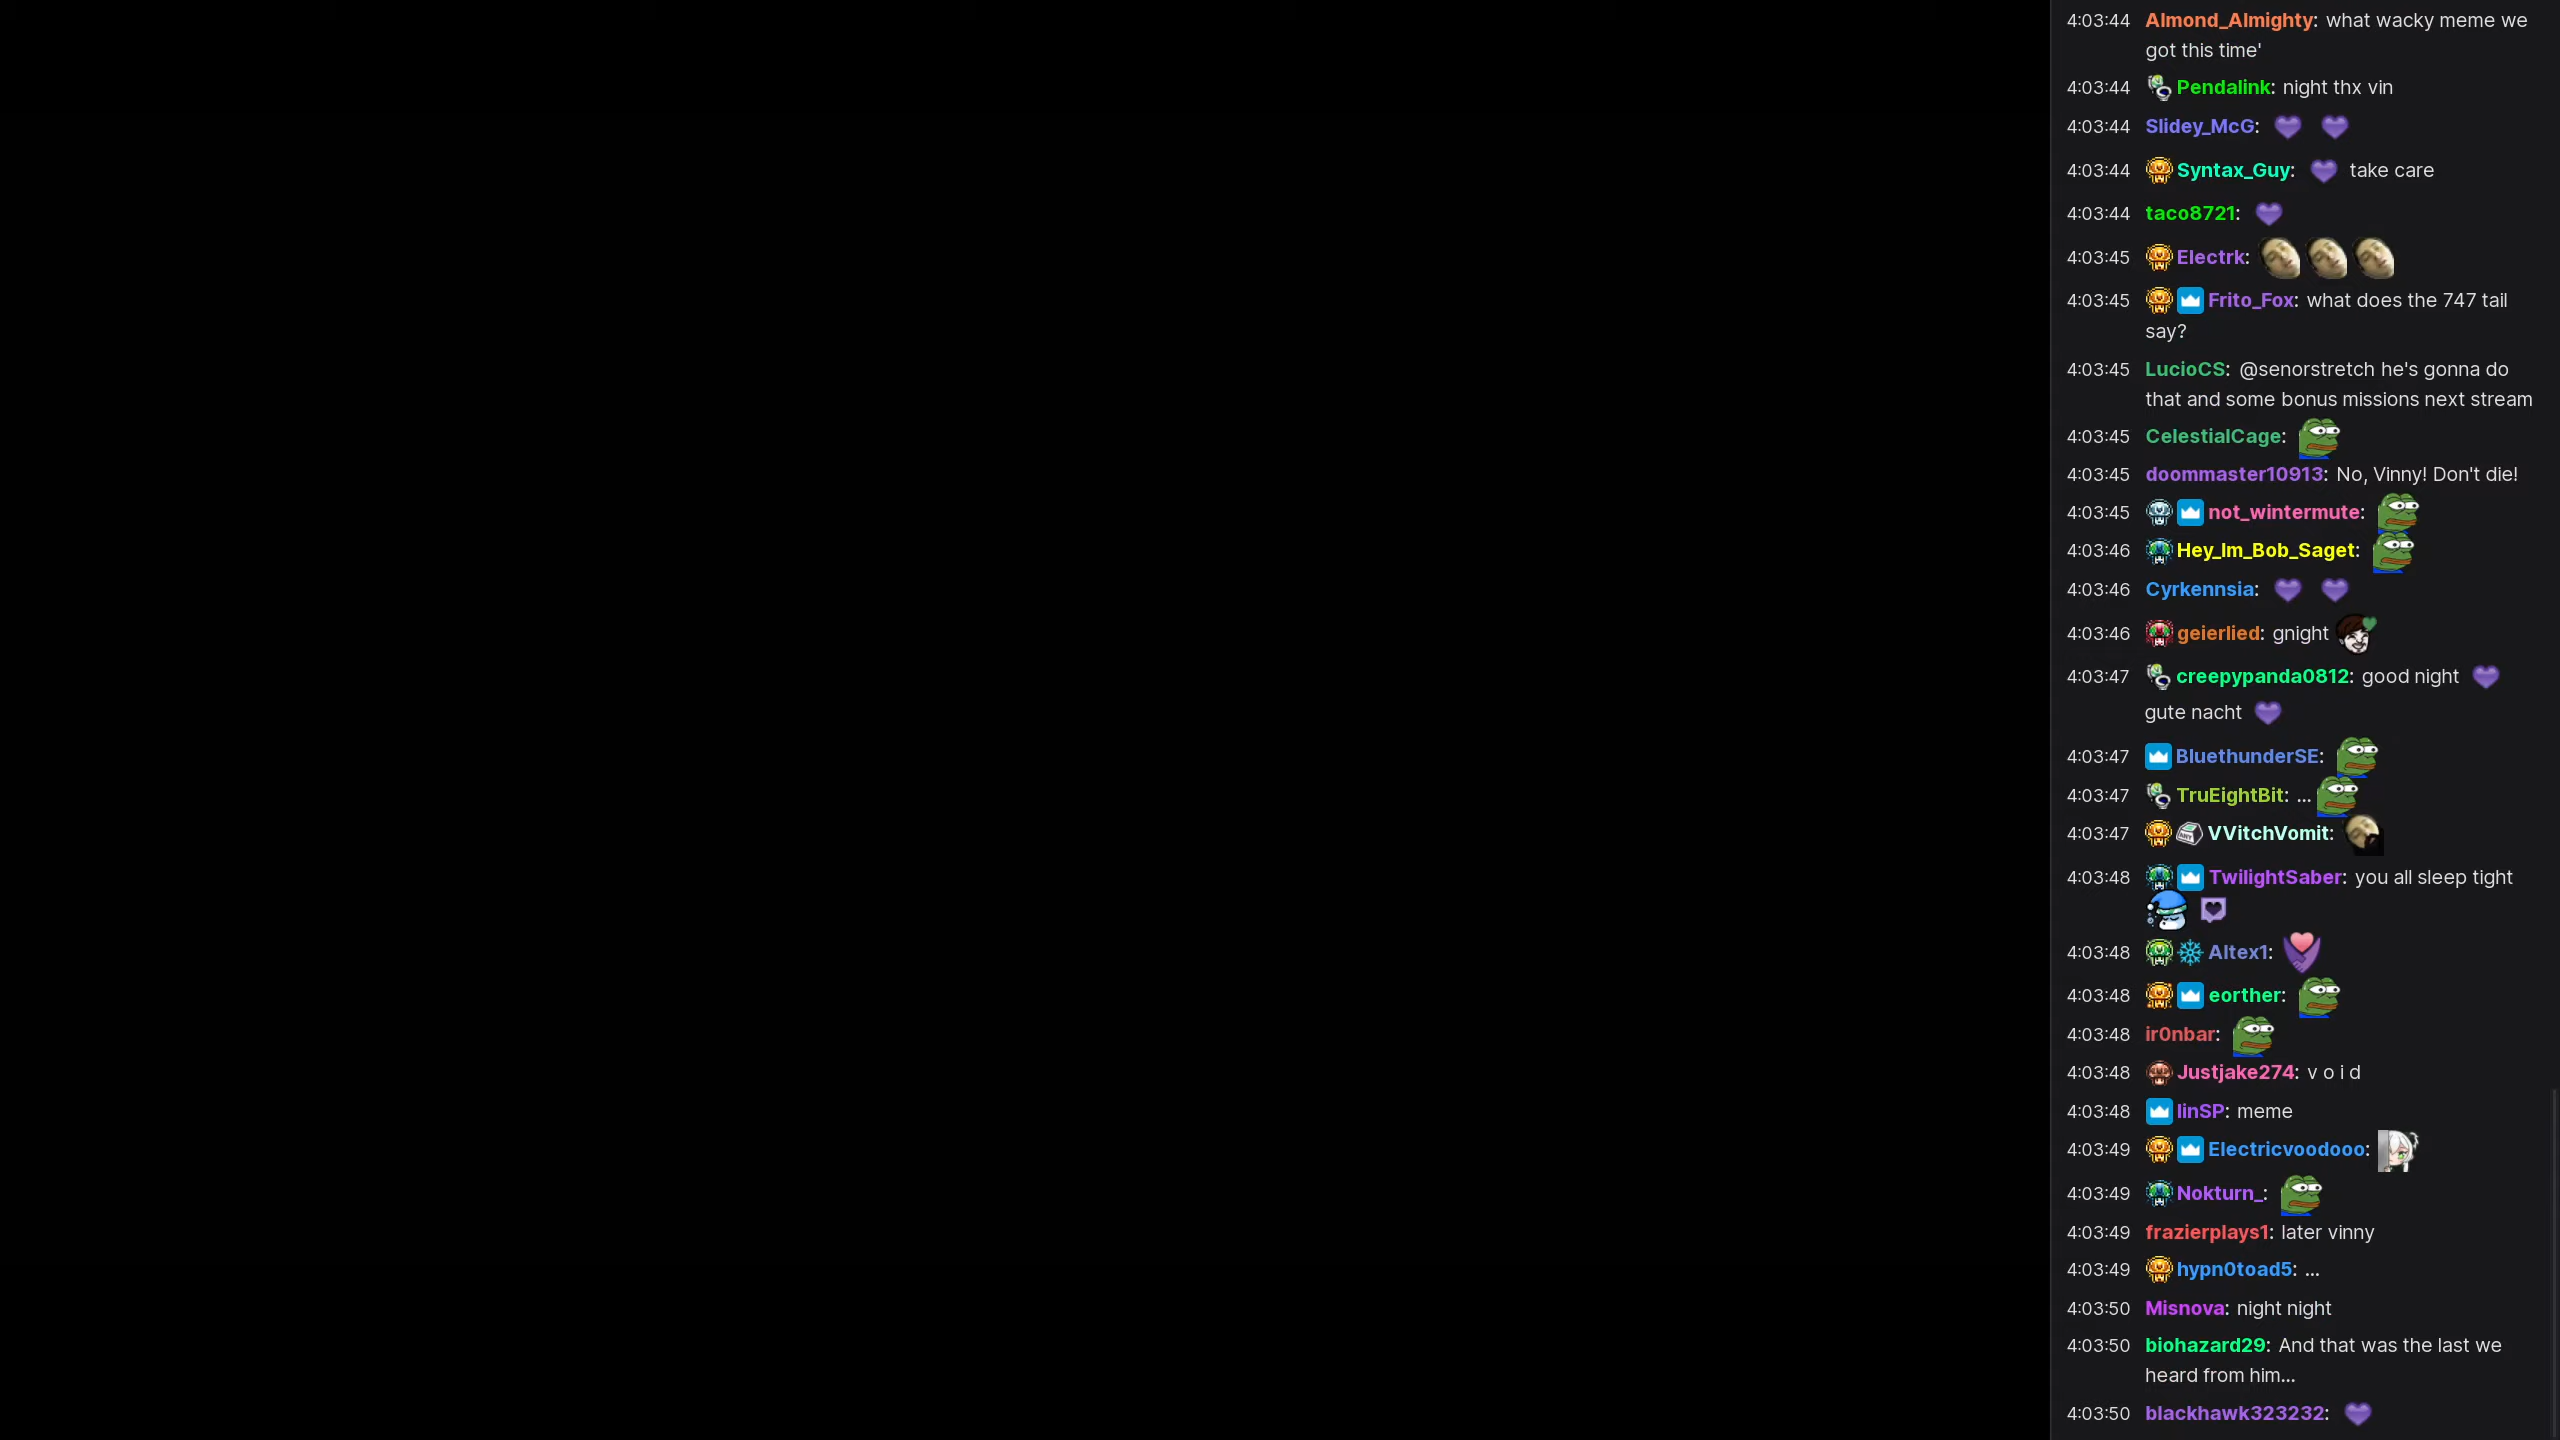 4:03:44 Almond_Almighty: what wacky meme we
got this time'
4:03:44 Pendalink: night thx vin
4:03:44 Slidey_McG:
4:03:44 Syntax_Guy: take care
4:03:44 taco8721:
4:03:45 Electrk:
4:03:45 Frito_Fox: what does the 747 tail
say?
4:03:45 LucioCS: @senorstretch he's gonna do
that and some bonus missions next stream
4:03:45 CelestialCage:
4:03:45 doommaster10913: No, Vinny! Don't die!
4:03:45 not_wintermute:
4:03:46 Hey_Im_Bob_Saget:
4:03:46 Cyrkennsia:
4:03:46 geierlied: gnight
4:03:47 creepypanda0812: good night
gute nacht
4:03:47 BluethunderSE:
4:03:47 TruEightBit: ...
4:03:47 VVitchVomit:
4:03:48 TwilightSaber: you all sleep tight
4:03:48 Altex1:
4:03:48 eorther:
4:03:48 ir0nbar:
4:03:48 Justjake274: v o i d
4:03:48 linSP: meme
4:03:49 Electricvoodooo:
4:03:49 Nokturn_:
4:03:49 frazierplays1: later vinny
4:03:49 hypn0toad5: ...
4:03:50 Misnova: night night
4:03:50 biohazard29: And that was the last we
heard from him...
4:03:50 blackhawk323232: